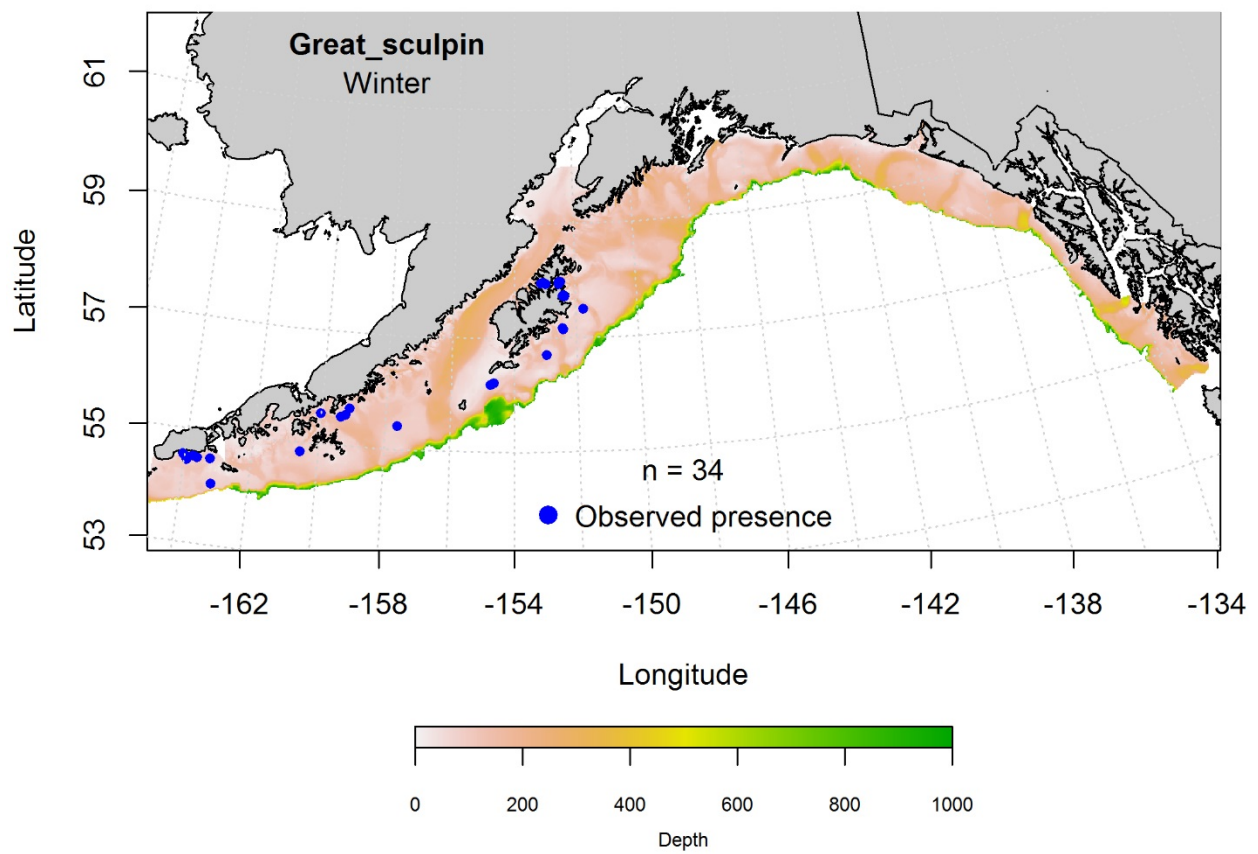 Great_sculpin
Winter
61
59
57
55
53
Latitude
n = 34
Observed presence
-162 -158 -154 -150 -146 -142 -138 -134
Longitude
0 200 400 600 800 1000
Depth